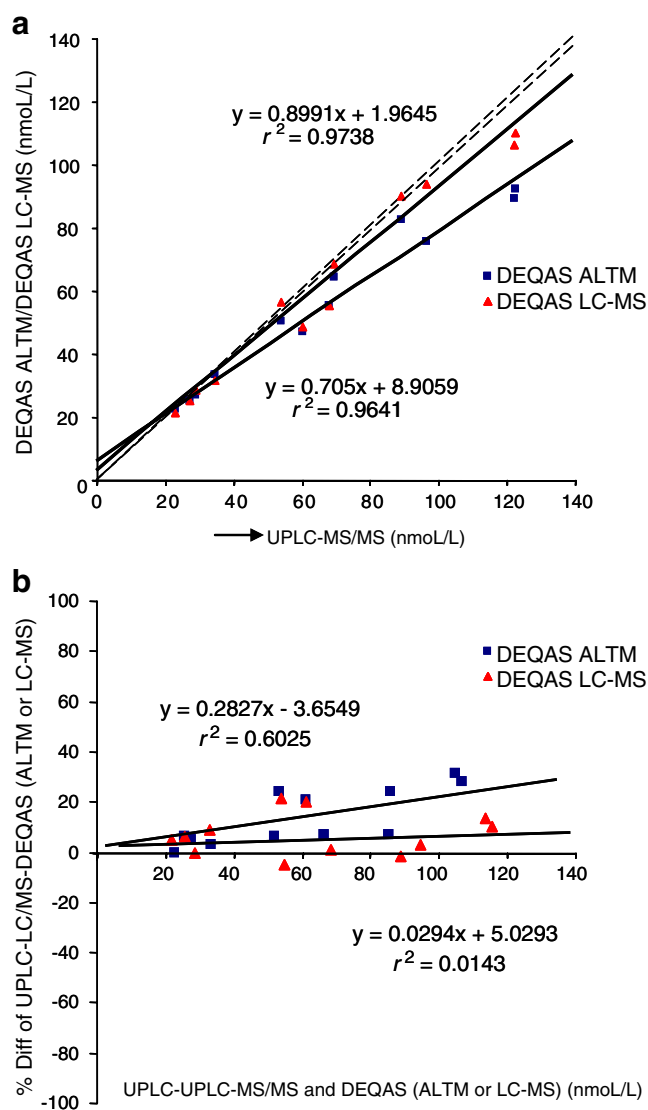 a
DEQAS ALTM/DEQAS LC-MS (nmoL/L)
140
120
100
80
60
40
20
0
y = 0.8991x + 1.9645
r² = 0.9738
DEQAS ALTM
DEQAS LC-MS
y = 0.705x + 8.9059
r² = 0.9641
0 20 40 60 80 100 120 140
UPLC-MS/MS (nmoL/L)
b
% Diff of UPLC-LC/MS-DEQAS (ALTM or LC-MS)
100
80
60
40
20
0
-20
-40
-60
-80
-100
DEQAS ALTM
DEQAS LC-MS
y = 0.2827x - 3.6549
r² = 0.6025
20 40 60 80 100 120 140
y = 0.0294x + 5.0293
r² = 0.0143
UPLC-UPLC-MS/MS and DEQAS (ALTM or LC-MS) (nmoL/L)